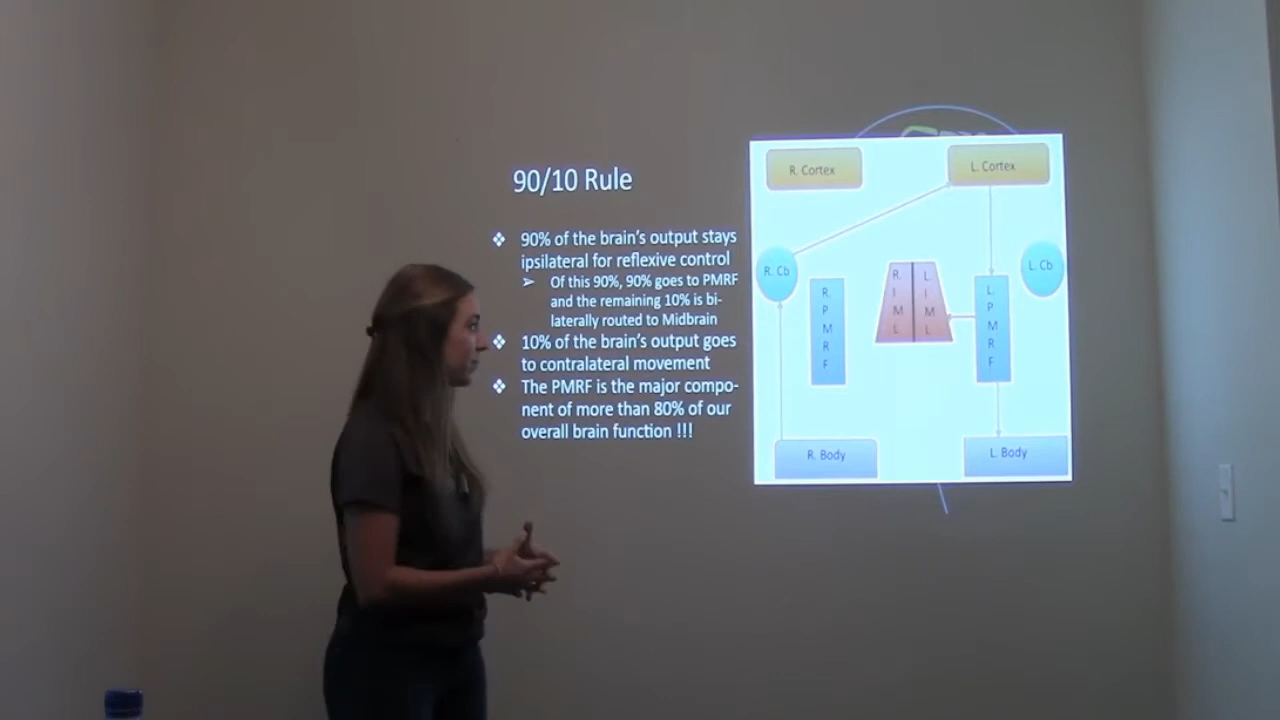 90/10 Rule
❖ 90% of the brain's output stays
ipsilateral for reflexive control
➢ Of this 90%, 90% goes to PMRF
and the remaining 10% is bi-
laterally routed to Midbrain
❖ 10% of the brain's output goes
to contralateral movement
❖ The PMRF is the major compo-
nent of more than 80% of our
overall brain function !!!
R. Cortex
L. Cortex
R. Cb
L. Cb
R.
I
M
L
L.
I
M
L
R.
P
M
R
F
L.
P
M
R
F
R. Body
L. Body